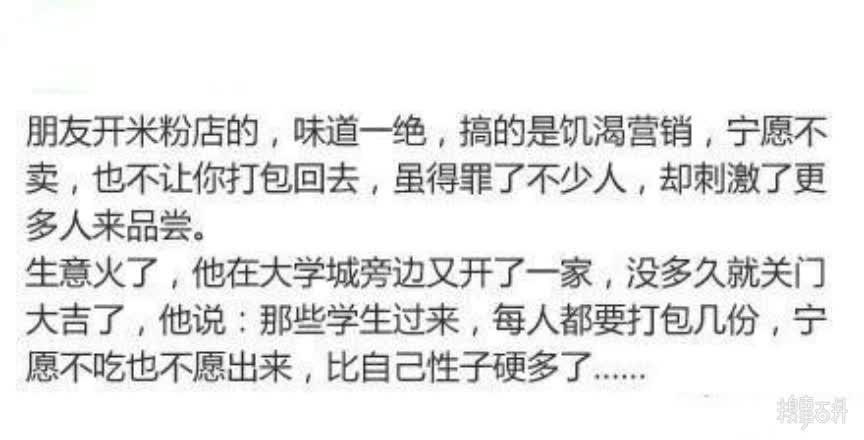 朋友开米粉店的，味道一绝，搞的是饥渴营销，宁愿不
卖，也不让你打包回去，虽得罪了不少人，却刺激了更
多人来品尝。
生意火了，他在大学城旁边又开了一家，没多久就关门
大吉了，他说：那些学生过来，每人都要打包几份，宁
愿不吃也不愿出来，比自己性子硬多了......
糗事百科